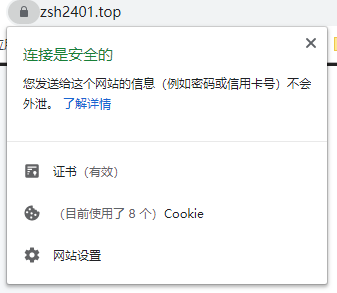 zsh2401.top
连接是安全的
您发送给这个网站的信息（例如密码或信用卡号）不会
外泄。 了解详情
证书（有效）
（目前使用了 8 个）Cookie
网站设置